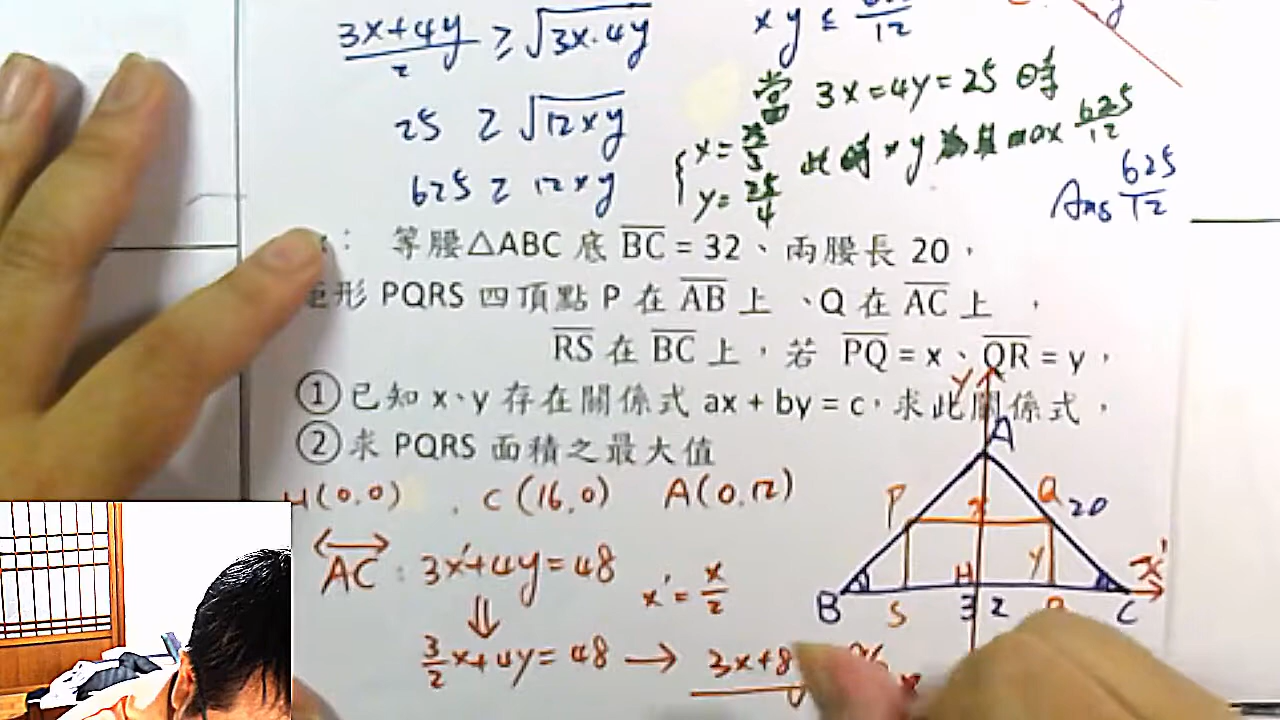 (3x+4y)/2 ≥ √(3x·4y)
xy ≤ /12
25 ≥ √(12xy)
當 3x=4y=25 時
625 ≥ 12xy
{x=25/3 y=25/4 此時 xy 為其 max 625/12
Ans 625/12
等腰△ABC 底 BC = 32、兩腰長 20，
形 PQRS 四頂點 P 在 AB 上 、Q 在 AC 上 ，
RS 在 BC 上，若 PQ = x、QR = y，
①已知 x、y 存在關係式 ax + by = c，求此關係式，
②求 PQRS 面積之最大值
H(0,0) , C(16,0) A(0,12)
AC : 3x'+4y=48 x'=x/2
⇓
3/2x+4y=48 → 3x+8
y
A
P x Q 20
H y x'
B S 32 R C